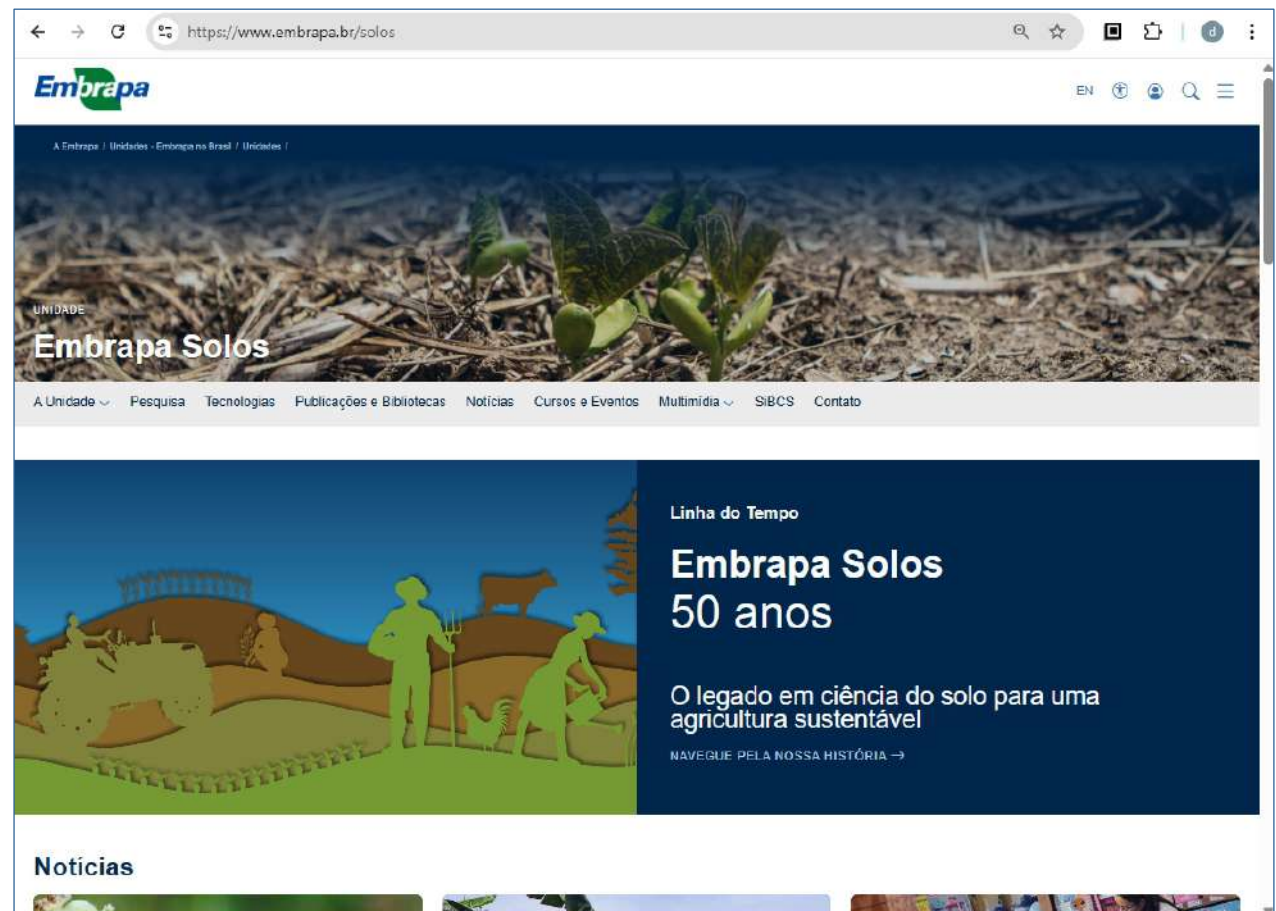 https://www.embrapa.br/solos
d
Embrapa
EN
A Embrapa / Unidades - Embrapa no Brasil / Unidades /
UNIDADE
Embrapa Solos
A Unidade Pesquisa Tecnologias Publicações e Bibliotecas Notícias Cursos e Eventos Multimídia SiBCS Contato
Linha do Tempo
Embrapa Solos
50 anos
O legado em ciência do solo para uma
agricultura sustentável
NAVEGUE PELA NOSSA HISTÓRIA →
Notícias